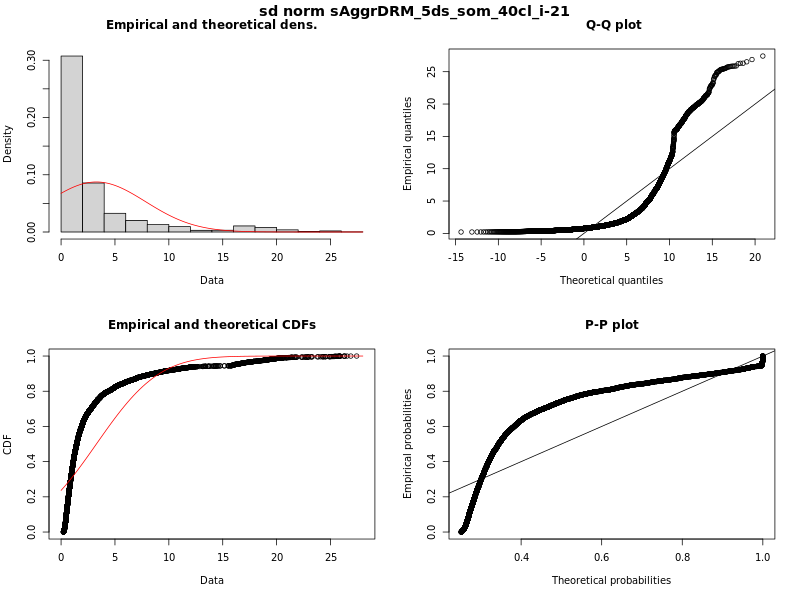 sd norm sAggrDRM_5ds_som_40cl_i-21
Empirical and theoretical dens.
Density
0.00 0.10 0.20 0.30
0 5 10 15 20 25
Data
Q-Q plot
Empirical quantiles
0 5 10 15 20 25
-15 -10 -5 0 5 10 15 20
Theoretical quantiles
Empirical and theoretical CDFs
CDF
0.0 0.2 0.4 0.6 0.8 1.0
0 5 10 15 20 25
Data
P-P plot
Empirical probabilities
0.0 0.2 0.4 0.6 0.8 1.0
0.4 0.6 0.8 1.0
Theoretical probabilities